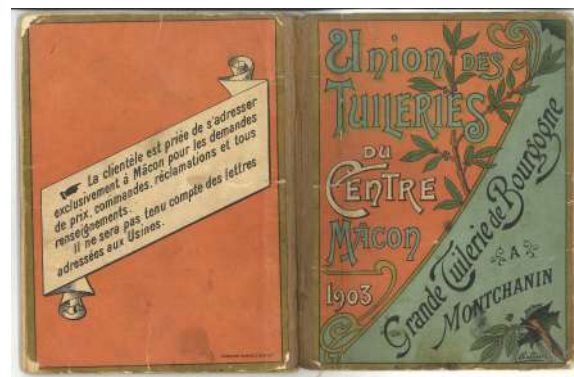 La clientèle est priée de s'adresser
exclusivement à Mâcon pour les demandes
de prix, commandes, réclamations et tous
renseignements.
Il ne sera pas tenu compte des lettres
adressées aux Usines.
Union des
Tuileries
du
Centre
Mâcon
1903
Grande Tuilerie de Bourgogne
A
Montchanin